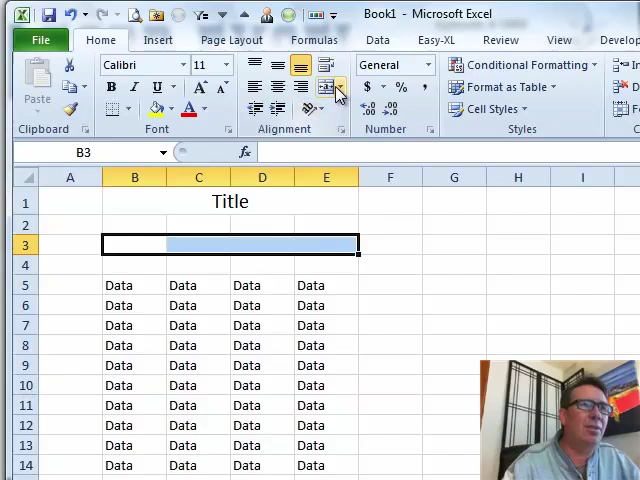 Book1 - Microsoft Excel
File Home Insert Page Layout Formulas Data Easy-XL Review View Develo
Paste Calibri 11 General Conditional Formatting
B I U A A $ % , Format as Table
A Cell Styles
Clipboard Font Alignment Number Styles
B3 fx
A B C D E F G H I
1 Title
2
3
4
5 Data Data Data Data
6 Data Data Data Data
7 Data Data Data Data
8 Data Data Data Data
9 Data Data Data Data
10 Data Data Data Data
11 Data Data Data Data
12 Data Data Data Data
13 Data Data Data Data
14 Data Data Data Data